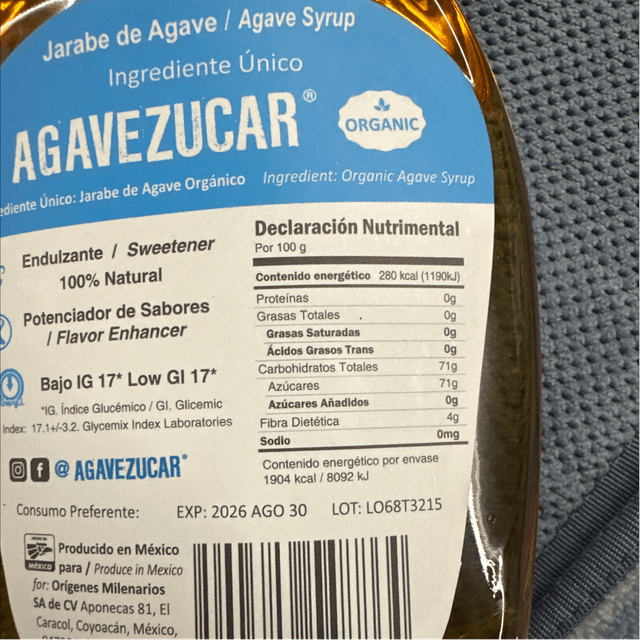 Jarabe de Agave / Agave Syrup
Ingrediente Único
AGAVEZUCAR®
ORGANIC
ediente Único: Jarabe de Agave Orgánico Ingredient: Organic Agave Syrup
Endulzante / Sweetener
100% Natural
Potenciador de Sabores
/ Flavor Enhancer
Bajo IG 17* Low GI 17*
*IG. Índice Glucémico / GI. Glicemic
Index: 17.1+/-3.2. Glycemix Index Laboratories
@ AGAVEZUCAR®
Declaración Nutrimental
Por 100 g
Contenido energético 280 kcal (1190kJ)
Proteínas 0g
Grasas Totales 0g
Grasas Saturadas 0g
Ácidos Grasos Trans 0g
Carbohidratos Totales 71g
Azúcares 71g
Azúcares Añadidos 0g
Fibra Dietética 4g
Sodio 0mg
Contenido energético por envase
1904 kcal / 8092 kJ
Consumo Preferente: EXP: 2026 AGO 30 LOT: LO68T3215
HECHO EN
MÉXICO
Producido en México
para / Produce in Mexico
for: Orígenes Milenarios
SA de CV Aponecas 81, El
Caracol, Coyoacán, México,